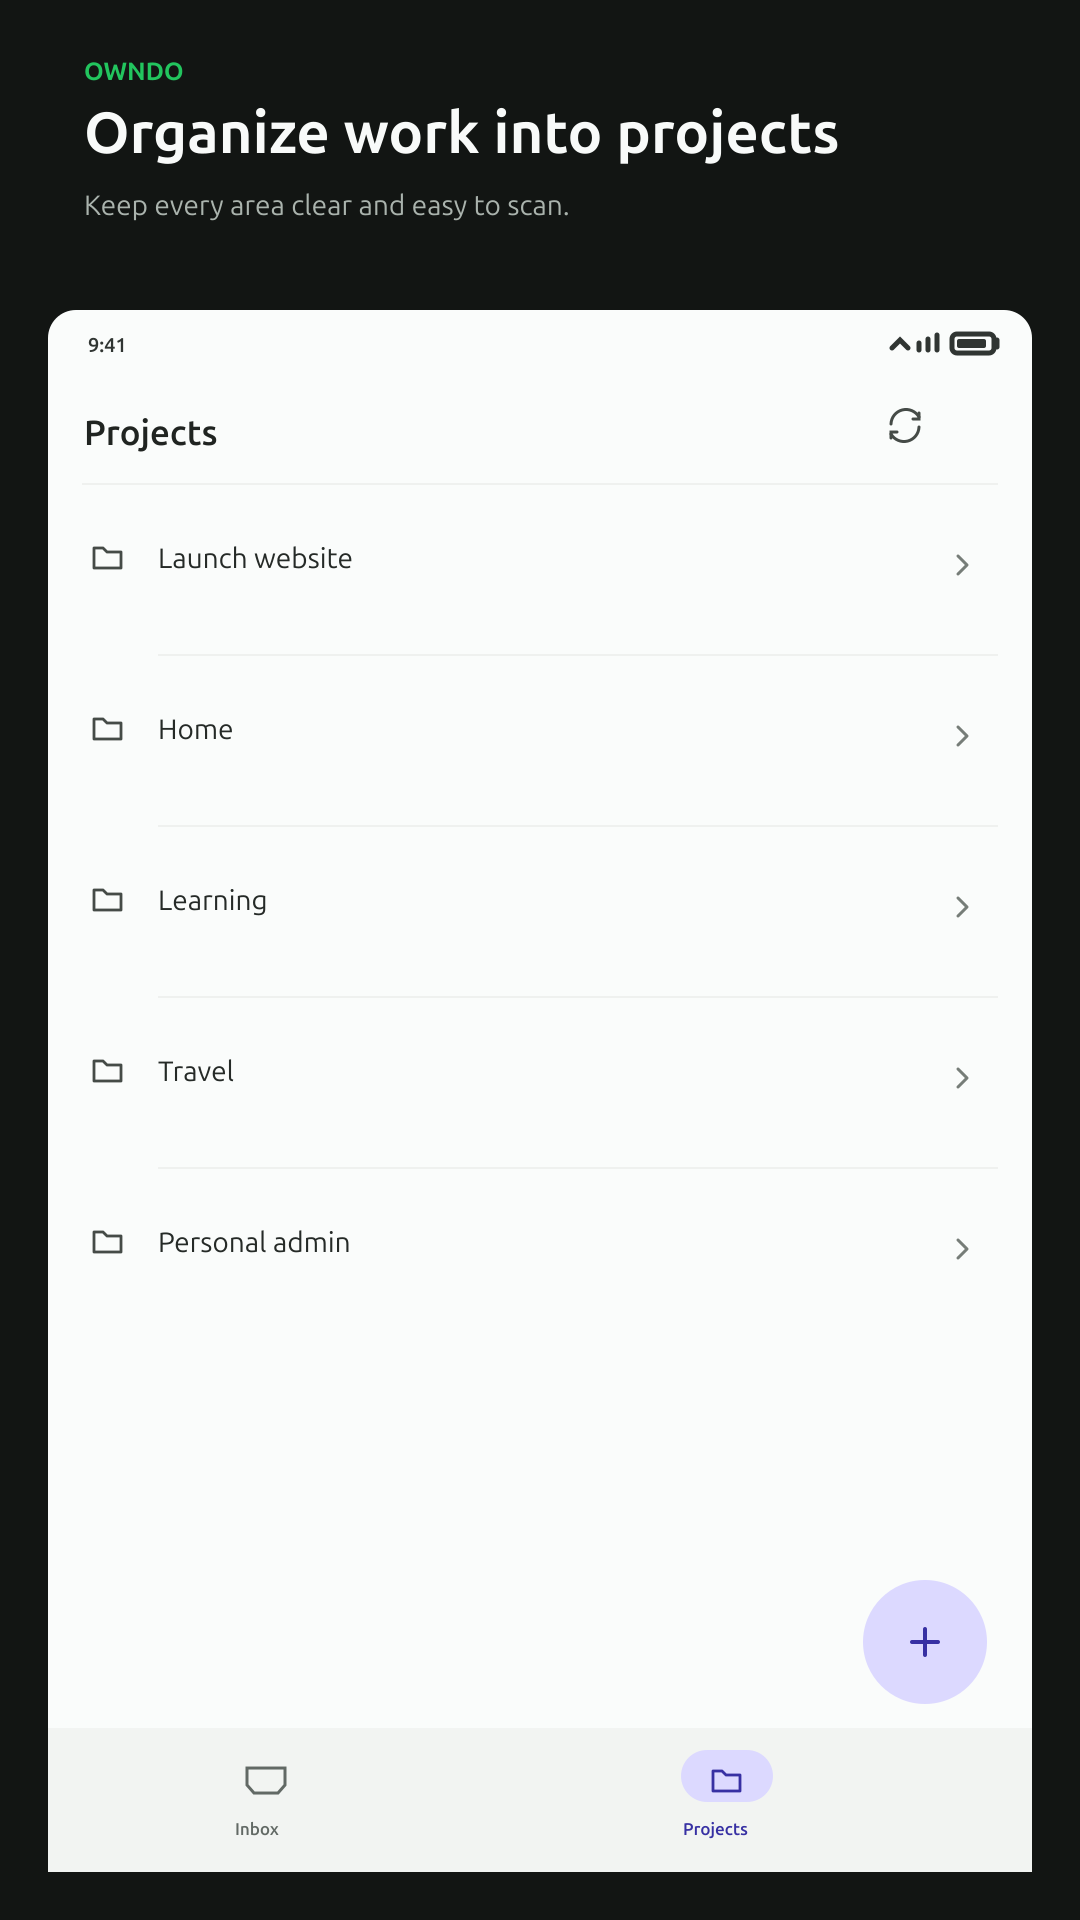 OWNDO
Organize work into projects
Keep every area clear and easy to scan.
9:41
Projects
Launch website
Home
Learning
Travel
Personal admin
Inbox
Projects